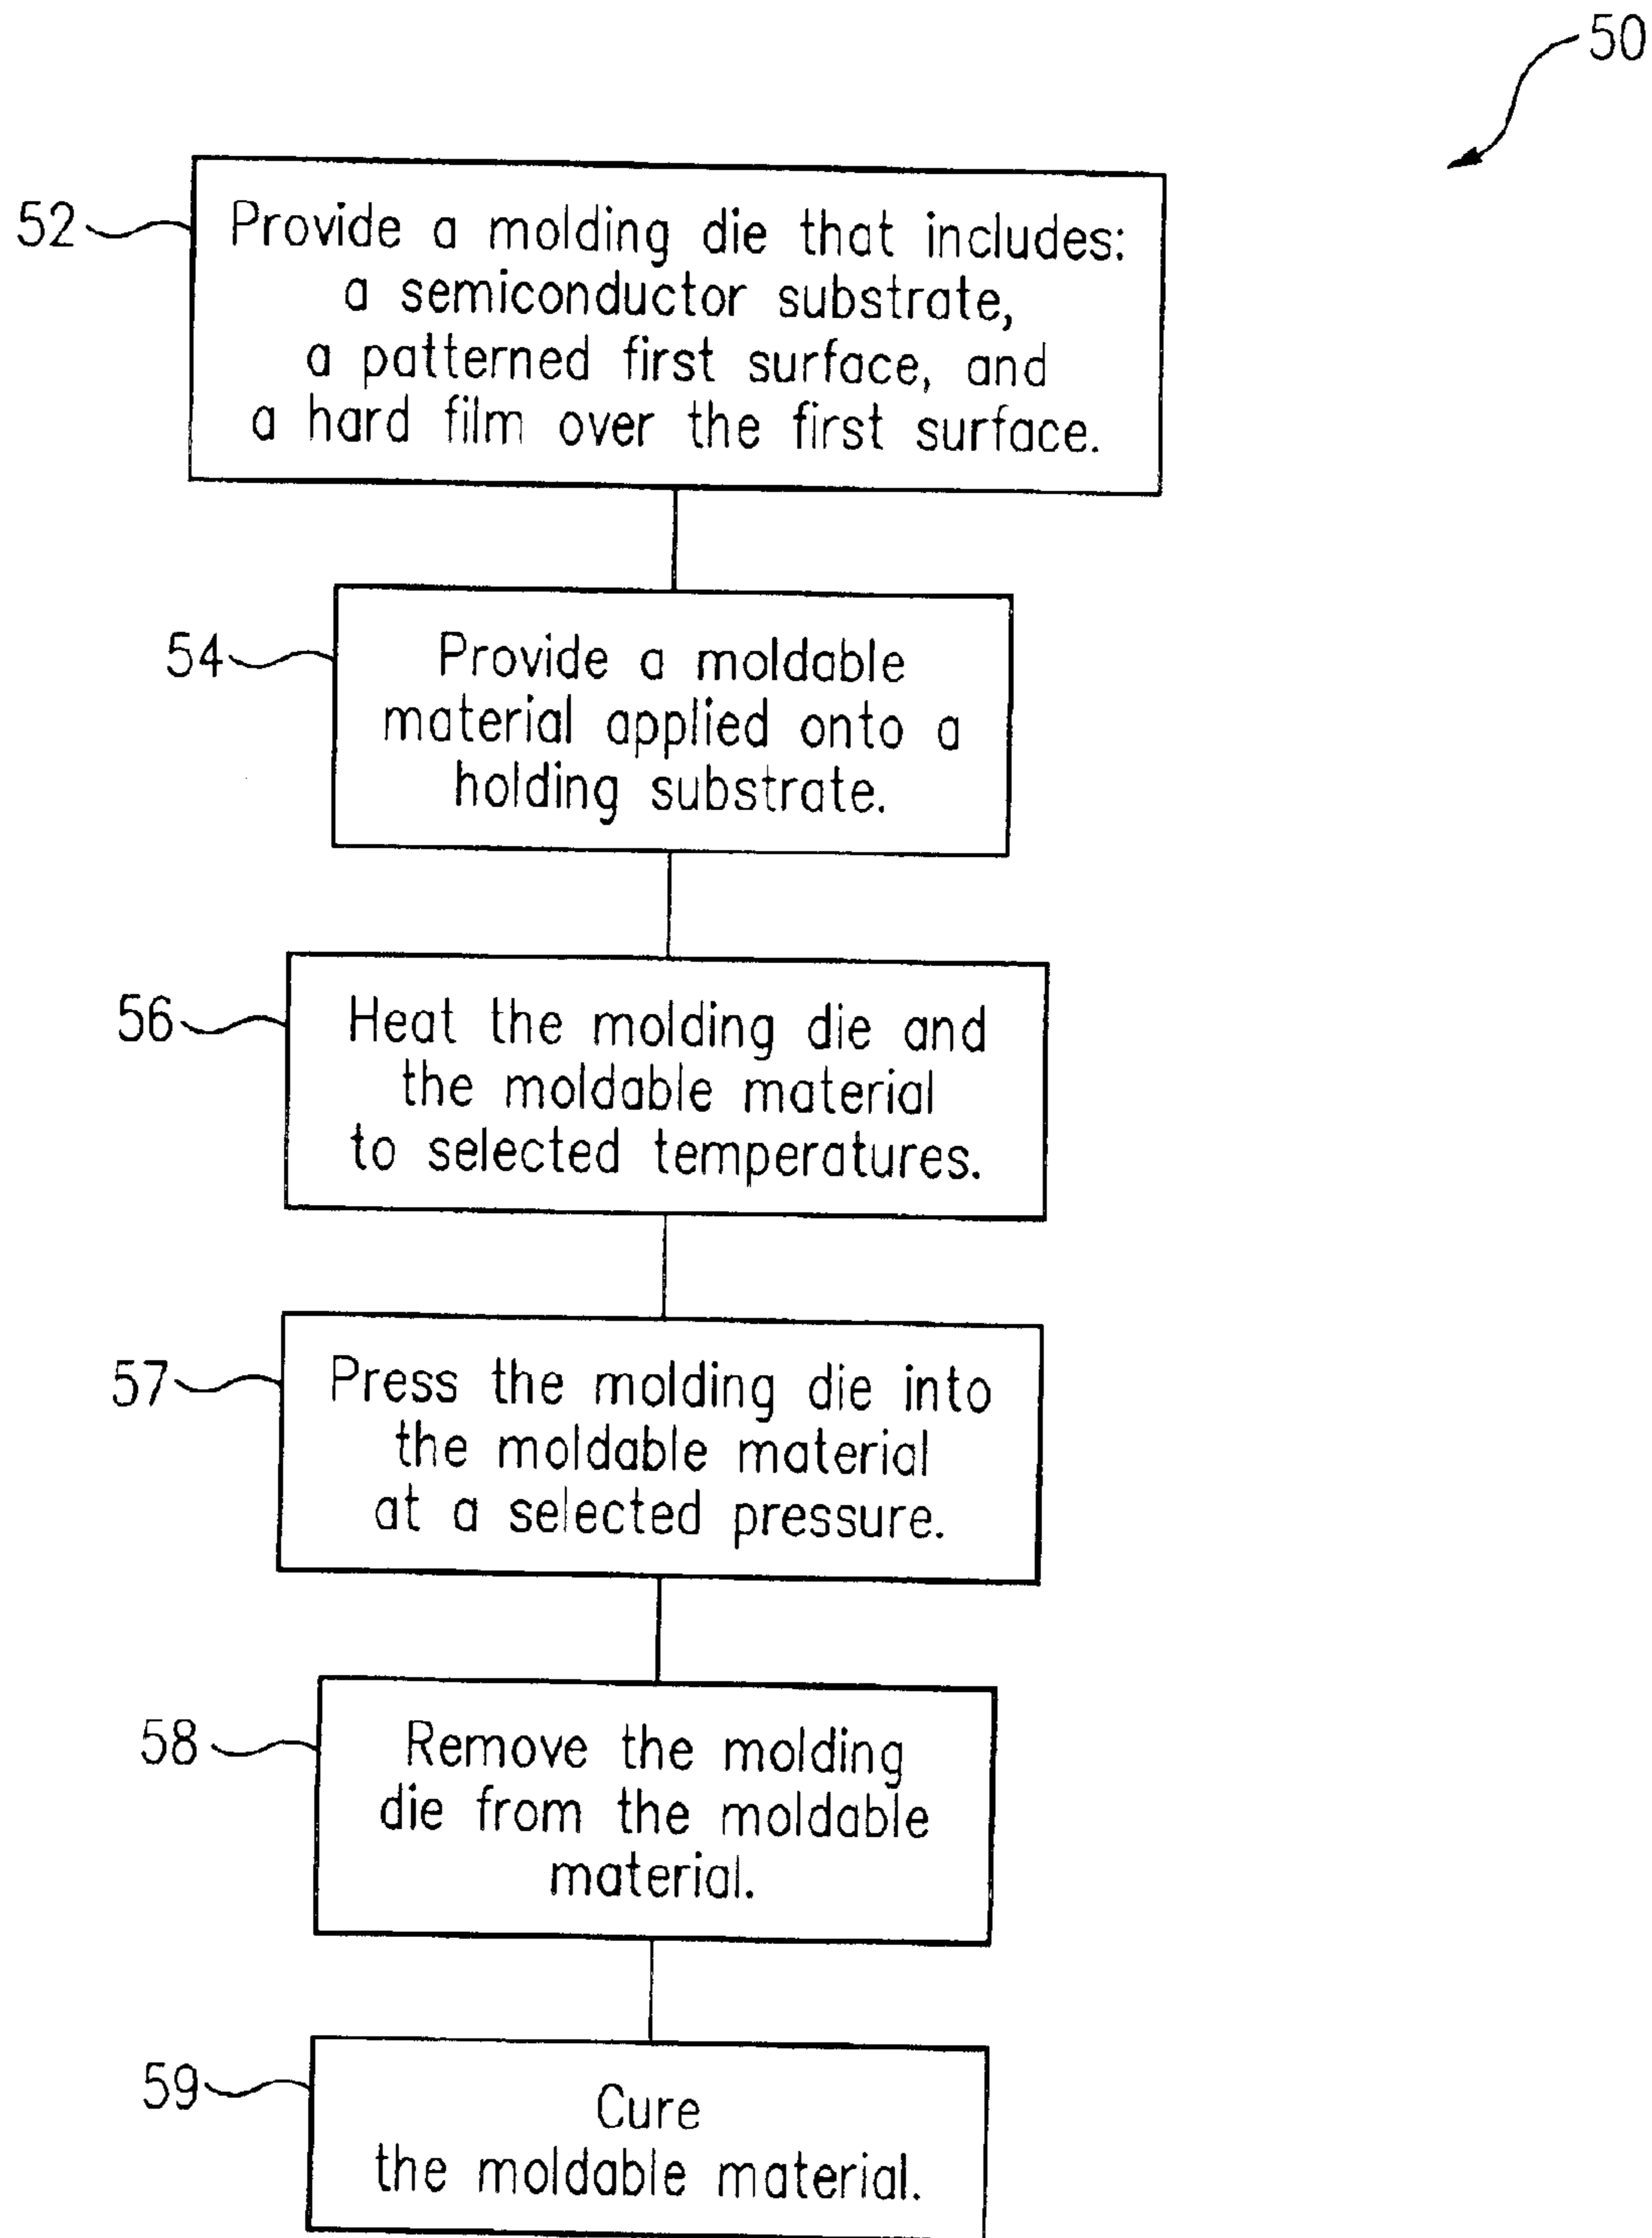 50
52
Provide a molding die that includes:
a semiconductor substrate,
a patterned first surface, and
a hard film over the first surface.
54
Provide a moldable
material applied onto a
holding substrate.
56
Heat the molding die and
the moldable material
to selected temperatures.
57
Press the molding die into
the moldable material
at a selected pressure.
58
Remove the molding
die from the moldable
material.
59
Cure
the moldable material.